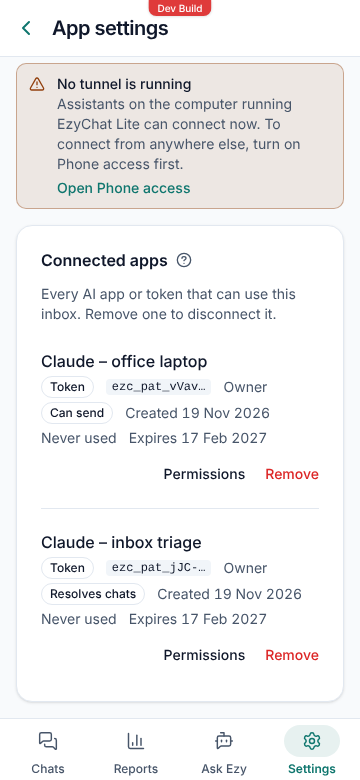 Dev Build
App settings
No tunnel is running
Assistants on the computer running
EzyChat Lite can connect now. To
connect from anywhere else, turn on
Phone access first.
Open Phone access
Connected apps
Every AI app or token that can use this
inbox. Remove one to disconnect it.
Claude – office laptop
Token ezc_pat_vVav… Owner
Can send Created 19 Nov 2026
Never used Expires 17 Feb 2027
Permissions Remove
Claude – inbox triage
Token ezc_pat_jJC-… Owner
Resolves chats Created 19 Nov 2026
Never used Expires 17 Feb 2027
Permissions Remove
Chats Reports Ask Ezy Settings